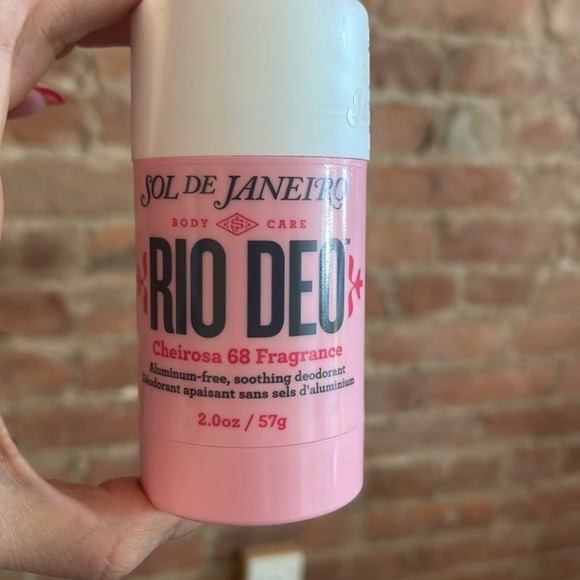 SOL DE JANEIRO
BODY CARE
RIO DEO™
Cheirosa 68 Fragrance
Aluminum-free, soothing deodorant
Déodorant apaisant sans sels d'aluminium
2.0oz / 57g